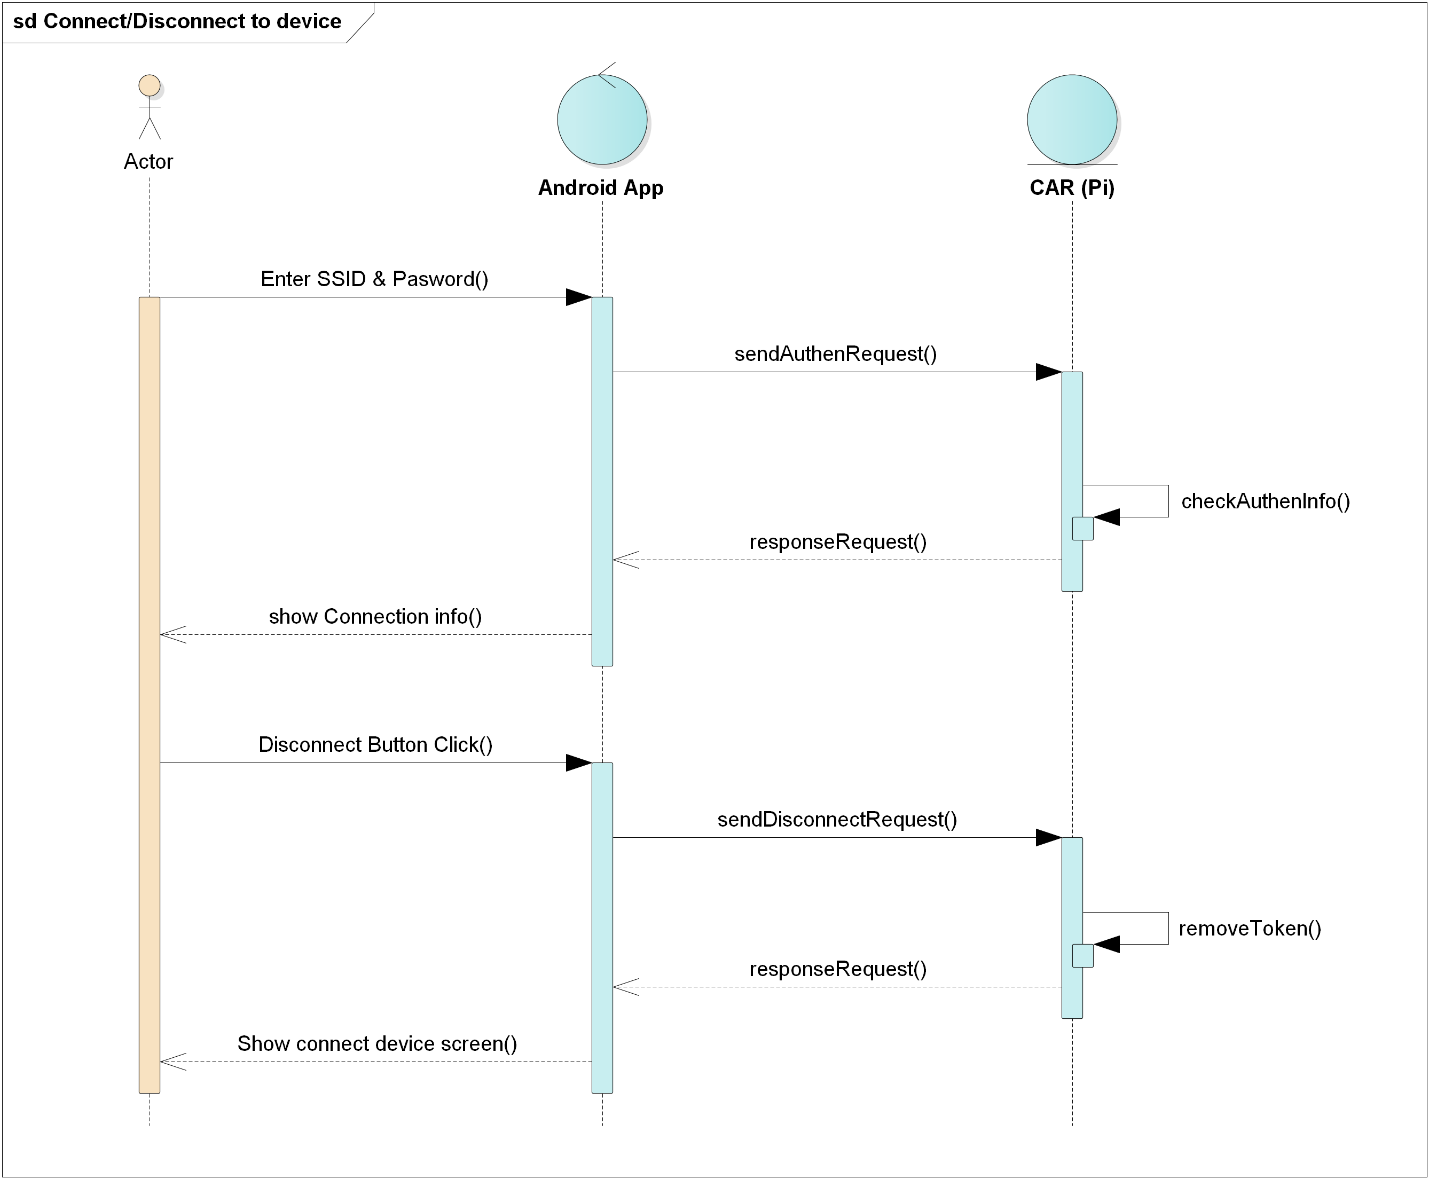 sd Connect/Disconnect to device
Actor
Android App
CAR (Pi)
Enter SSID & Pasword()
sendAuthenRequest()
checkAuthenInfo()
responseRequest()
show Connection info()
Disconnect Button Click()
sendDisconnectRequest()
removeToken()
responseRequest()
Show connect device screen()